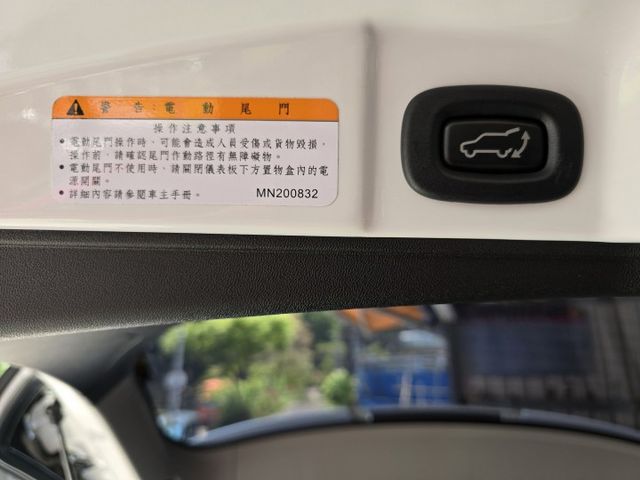 警告:電動尾門
操作注意事項
•電動尾門操作時，可能會造成人員受傷或貨物毀損，
操作前，請確認尾門作動路徑有無障礙物。
•電動尾門不使用時，請關閉儀表板下方置物盒內的電
源開關。
•詳細內容請參閱車主手冊。 MN200832